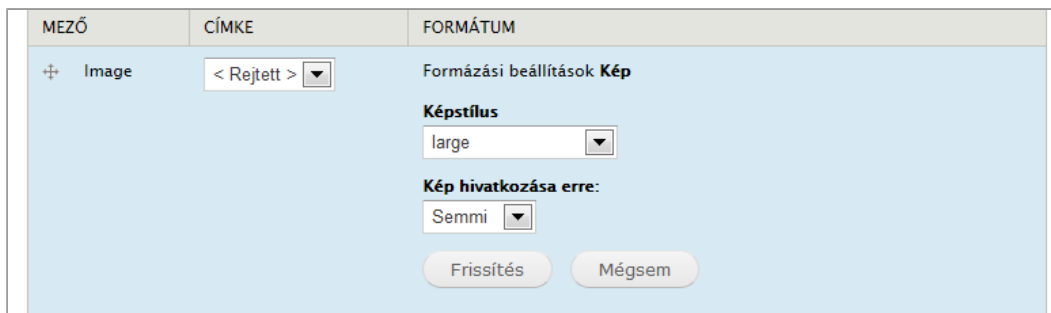 MEZŐ CÍMKE FORMÁTUM
Image < Rejtett > Formázási beállítások Kép
Képstílus
large
Kép hivatkozása erre:
Semmi
Frissítés Mégsem